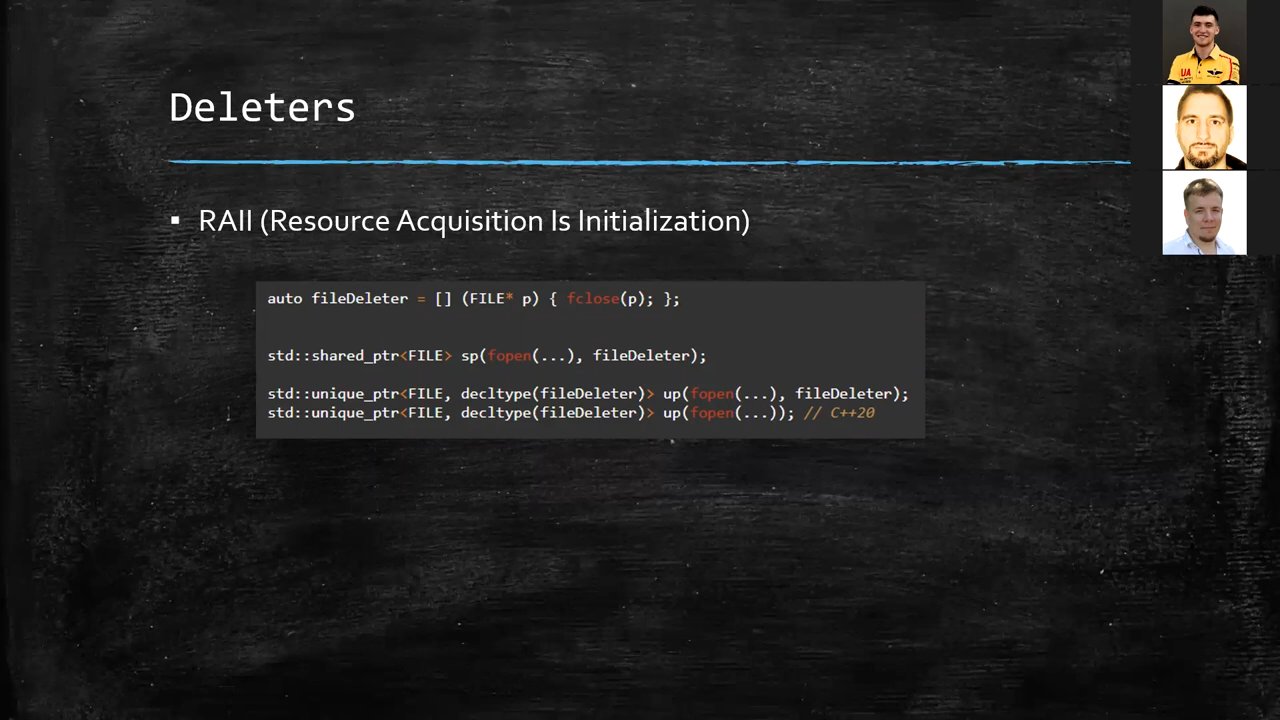 Deleters
▪ RAII (Resource Acquisition Is Initialization)
auto fileDeleter = [] (FILE* p) { fclose(p); };
std::shared_ptr<FILE> sp(fopen(...), fileDeleter);
std::unique_ptr<FILE, decltype(fileDeleter)> up(fopen(...), fileDeleter);
std::unique_ptr<FILE, decltype(fileDeleter)> up(fopen(...)); // C++20
UA